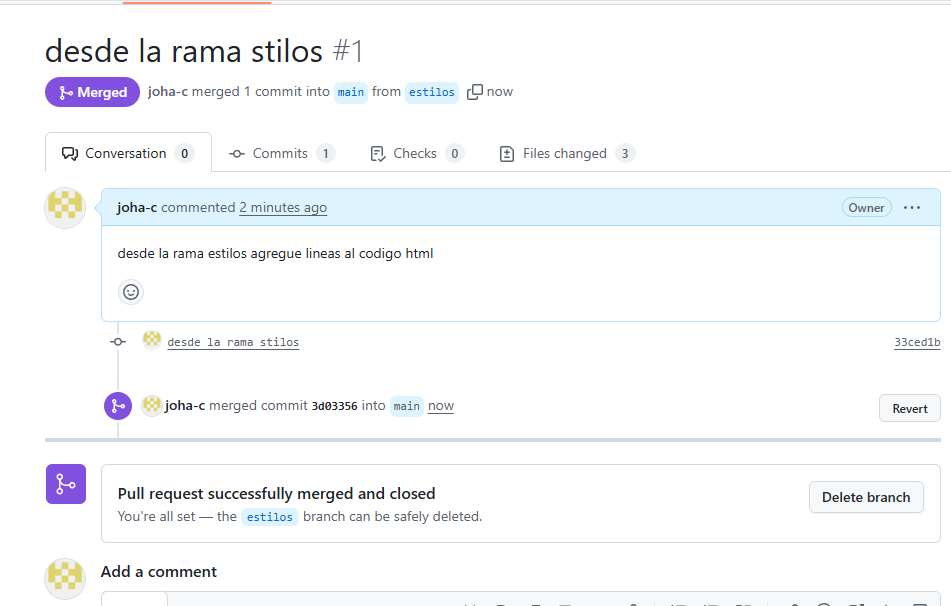 desde la rama stilos #1
Merged joha-c merged 1 commit into main from estilos now
Conversation 0 Commits 1 Checks 0 Files changed 3
joha-c commented 2 minutes ago Owner
desde la rama estilos agregue lineas al codigo html
desde la rama stilos 33ced1b
joha-c merged commit 3d03356 into main now Revert
Pull request successfully merged and closed
You're all set — the estilos branch can be safely deleted.
Delete branch
Add a comment